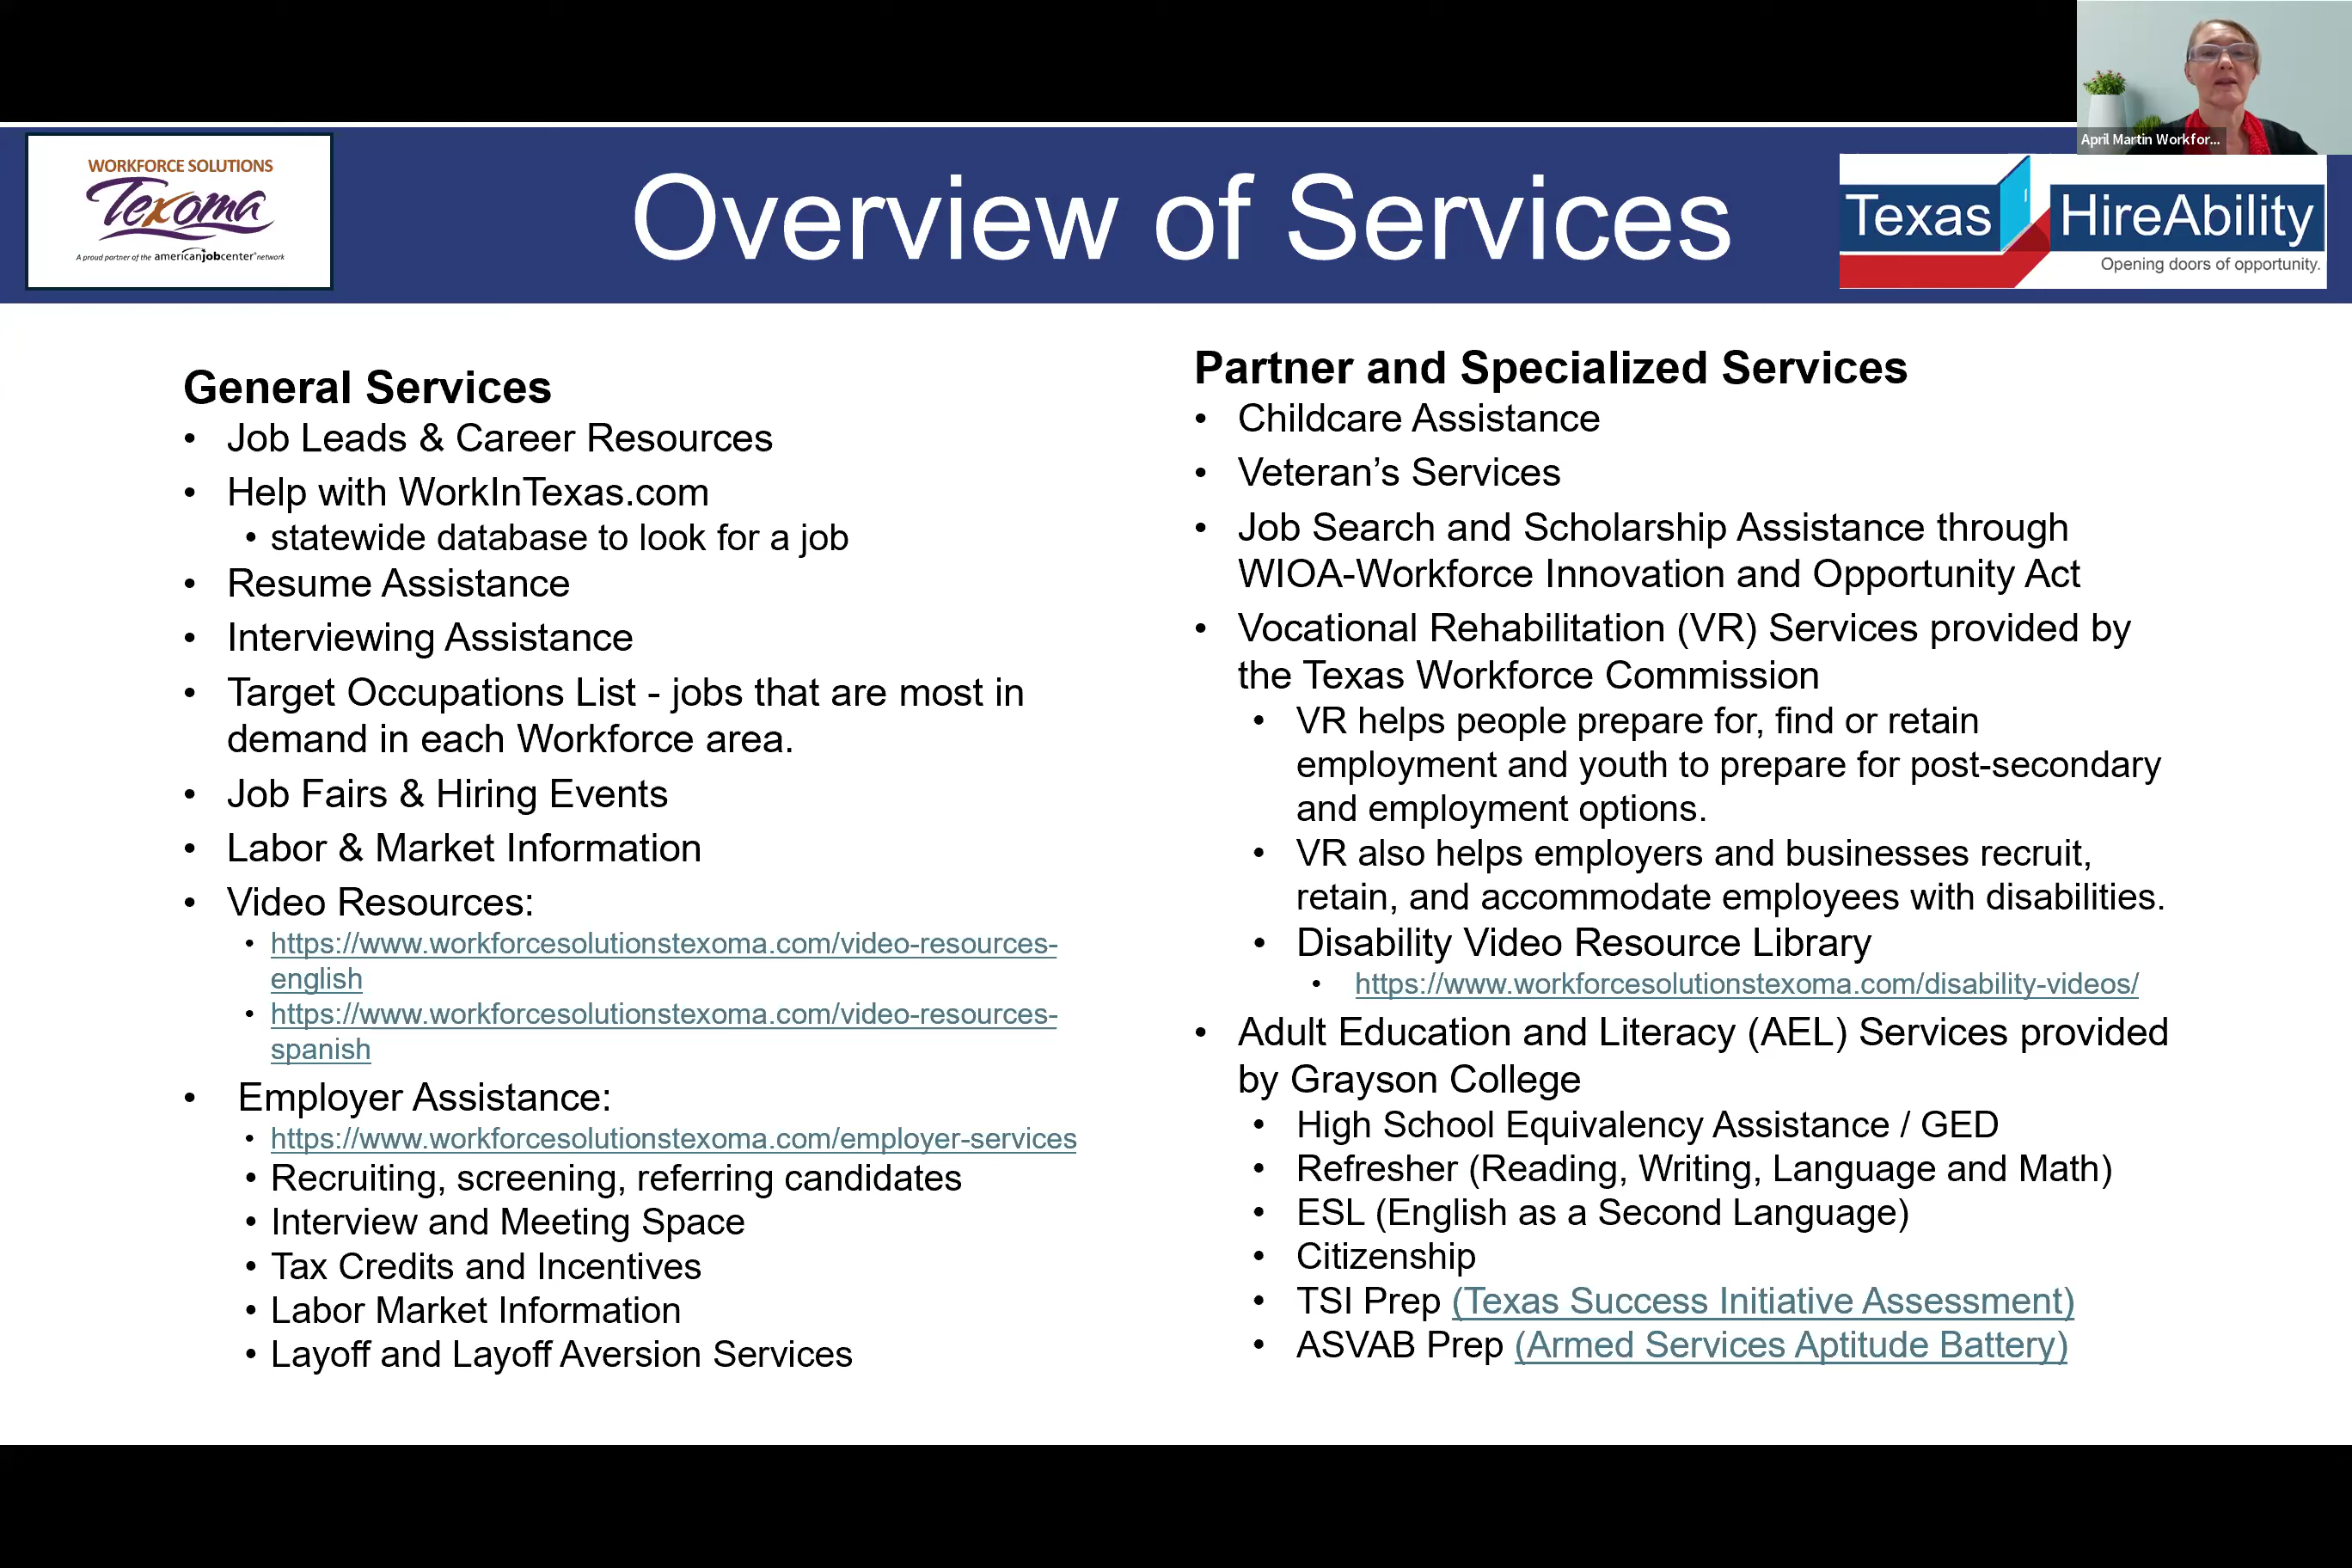 April Martin Workfor...
WORKFORCE SOLUTIONS
Texoma
A proud partner of the americanjobcenter® network
Overview of Services
Texas HireAbility
Opening doors of opportunity.
General Services
• Job Leads & Career Resources
• Help with WorkInTexas.com
• statewide database to look for a job
• Resume Assistance
• Interviewing Assistance
• Target Occupations List - jobs that are most in
demand in each Workforce area.
• Job Fairs & Hiring Events
• Labor & Market Information
• Video Resources:
• https://www.workforcesolutionstexoma.com/video-resources-
english
• https://www.workforcesolutionstexoma.com/video-resources-
spanish
• Employer Assistance:
• https://www.workforcesolutionstexoma.com/employer-services
• Recruiting, screening, referring candidates
• Interview and Meeting Space
• Tax Credits and Incentives
• Labor Market Information
• Layoff and Layoff Aversion Services
Partner and Specialized Services
• Childcare Assistance
• Veteran’s Services
• Job Search and Scholarship Assistance through
WIOA-Workforce Innovation and Opportunity Act
• Vocational Rehabilitation (VR) Services provided by
the Texas Workforce Commission
• VR helps people prepare for, find or retain
employment and youth to prepare for post-secondary
and employment options.
• VR also helps employers and businesses recruit,
retain, and accommodate employees with disabilities.
• Disability Video Resource Library
• https://www.workforcesolutionstexoma.com/disability-videos/
• Adult Education and Literacy (AEL) Services provided
by Grayson College
• High School Equivalency Assistance / GED
• Refresher (Reading, Writing, Language and Math)
• ESL (English as a Second Language)
• Citizenship
• TSI Prep (Texas Success Initiative Assessment)
• ASVAB Prep (Armed Services Aptitude Battery)